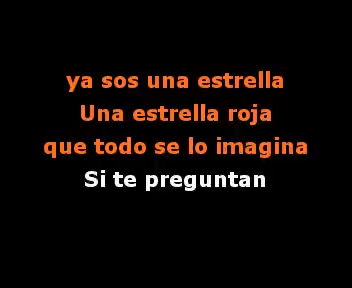 ya sos una estrella
Una estrella roja
que todo se lo imagina
Si te preguntan